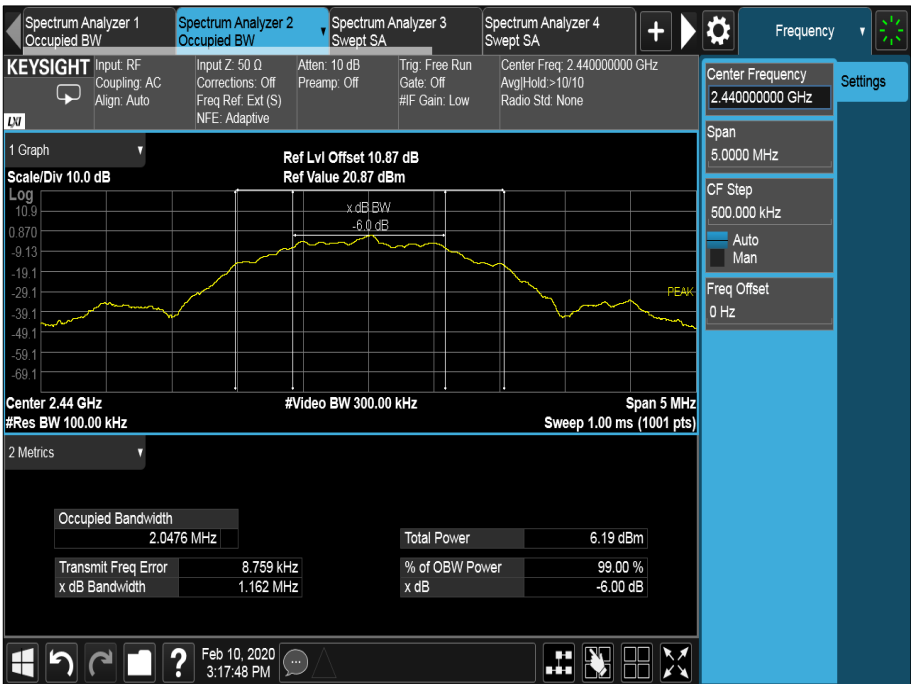 Spectrum Analyzer 1
Occupied BW
Spectrum Analyzer 2
Occupied BW
Spectrum Analyzer 3
Swept SA
Spectrum Analyzer 4
Swept SA
+
Frequency
KEYSIGHT
LXI
Input: RF
Coupling: AC
Align: Auto
Input Z: 50 Ω
Corrections: Off
Freq Ref: Ext (S)
NFE: Adaptive
Atten: 10 dB
Preamp: Off
Trig: Free Run
Gate: Off
#IF Gain: Low
Center Freq: 2.440000000 GHz
Avg|Hold:>10/10
Radio Std: None
Center Frequency
2.440000000 GHz
Settings
Span
5.0000 MHz
CF Step
500.000 kHz
Auto
Man
Freq Offset
0 Hz
1 Graph
Scale/Div 10.0 dB
Ref Lvl Offset 10.87 dB
Ref Value 20.87 dBm
Log
10.9
0.870
-9.13
-19.1
-29.1
-39.1
-49.1
-59.1
-69.1
x dB BW
-6.0 dB
PEAK
Center 2.44 GHz
#Video BW 300.00 kHz
Span 5 MHz
#Res BW 100.00 kHz
Sweep 1.00 ms (1001 pts)
2 Metrics
Occupied Bandwidth
2.0476 MHz
Total Power 6.19 dBm
Transmit Freq Error 8.759 kHz
% of OBW Power 99.00 %
x dB Bandwidth 1.162 MHz
x dB -6.00 dB
?
Feb 10, 2020
3:17:48 PM